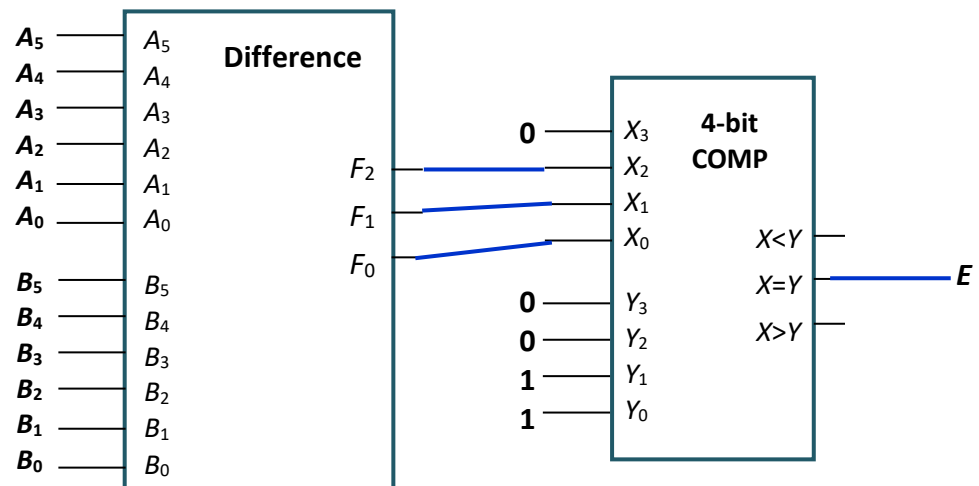 A5 A5 Difference
A4 A4
A3 A3
A2 A2
A1 A1
A0 A0
F2
F1
F0
B5 B5
B4 B4
B3 B3
B2 B2
B1 B1
B0 B0
4-bit
COMP
0 X3
X2
X1
X0
X<Y
X=Y E
X>Y
0 Y3
0 Y2
1 Y1
1 Y0